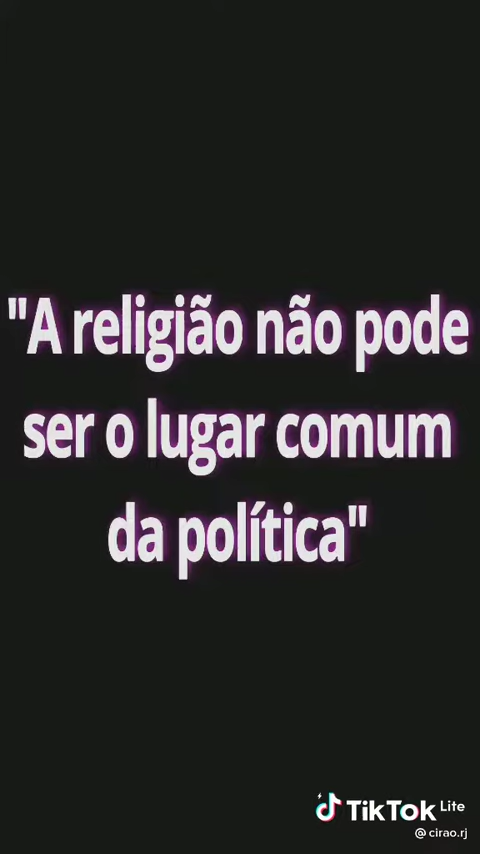 "A religião não pode
ser o lugar comum
da política"
TikTok Lite
@cirao.rj